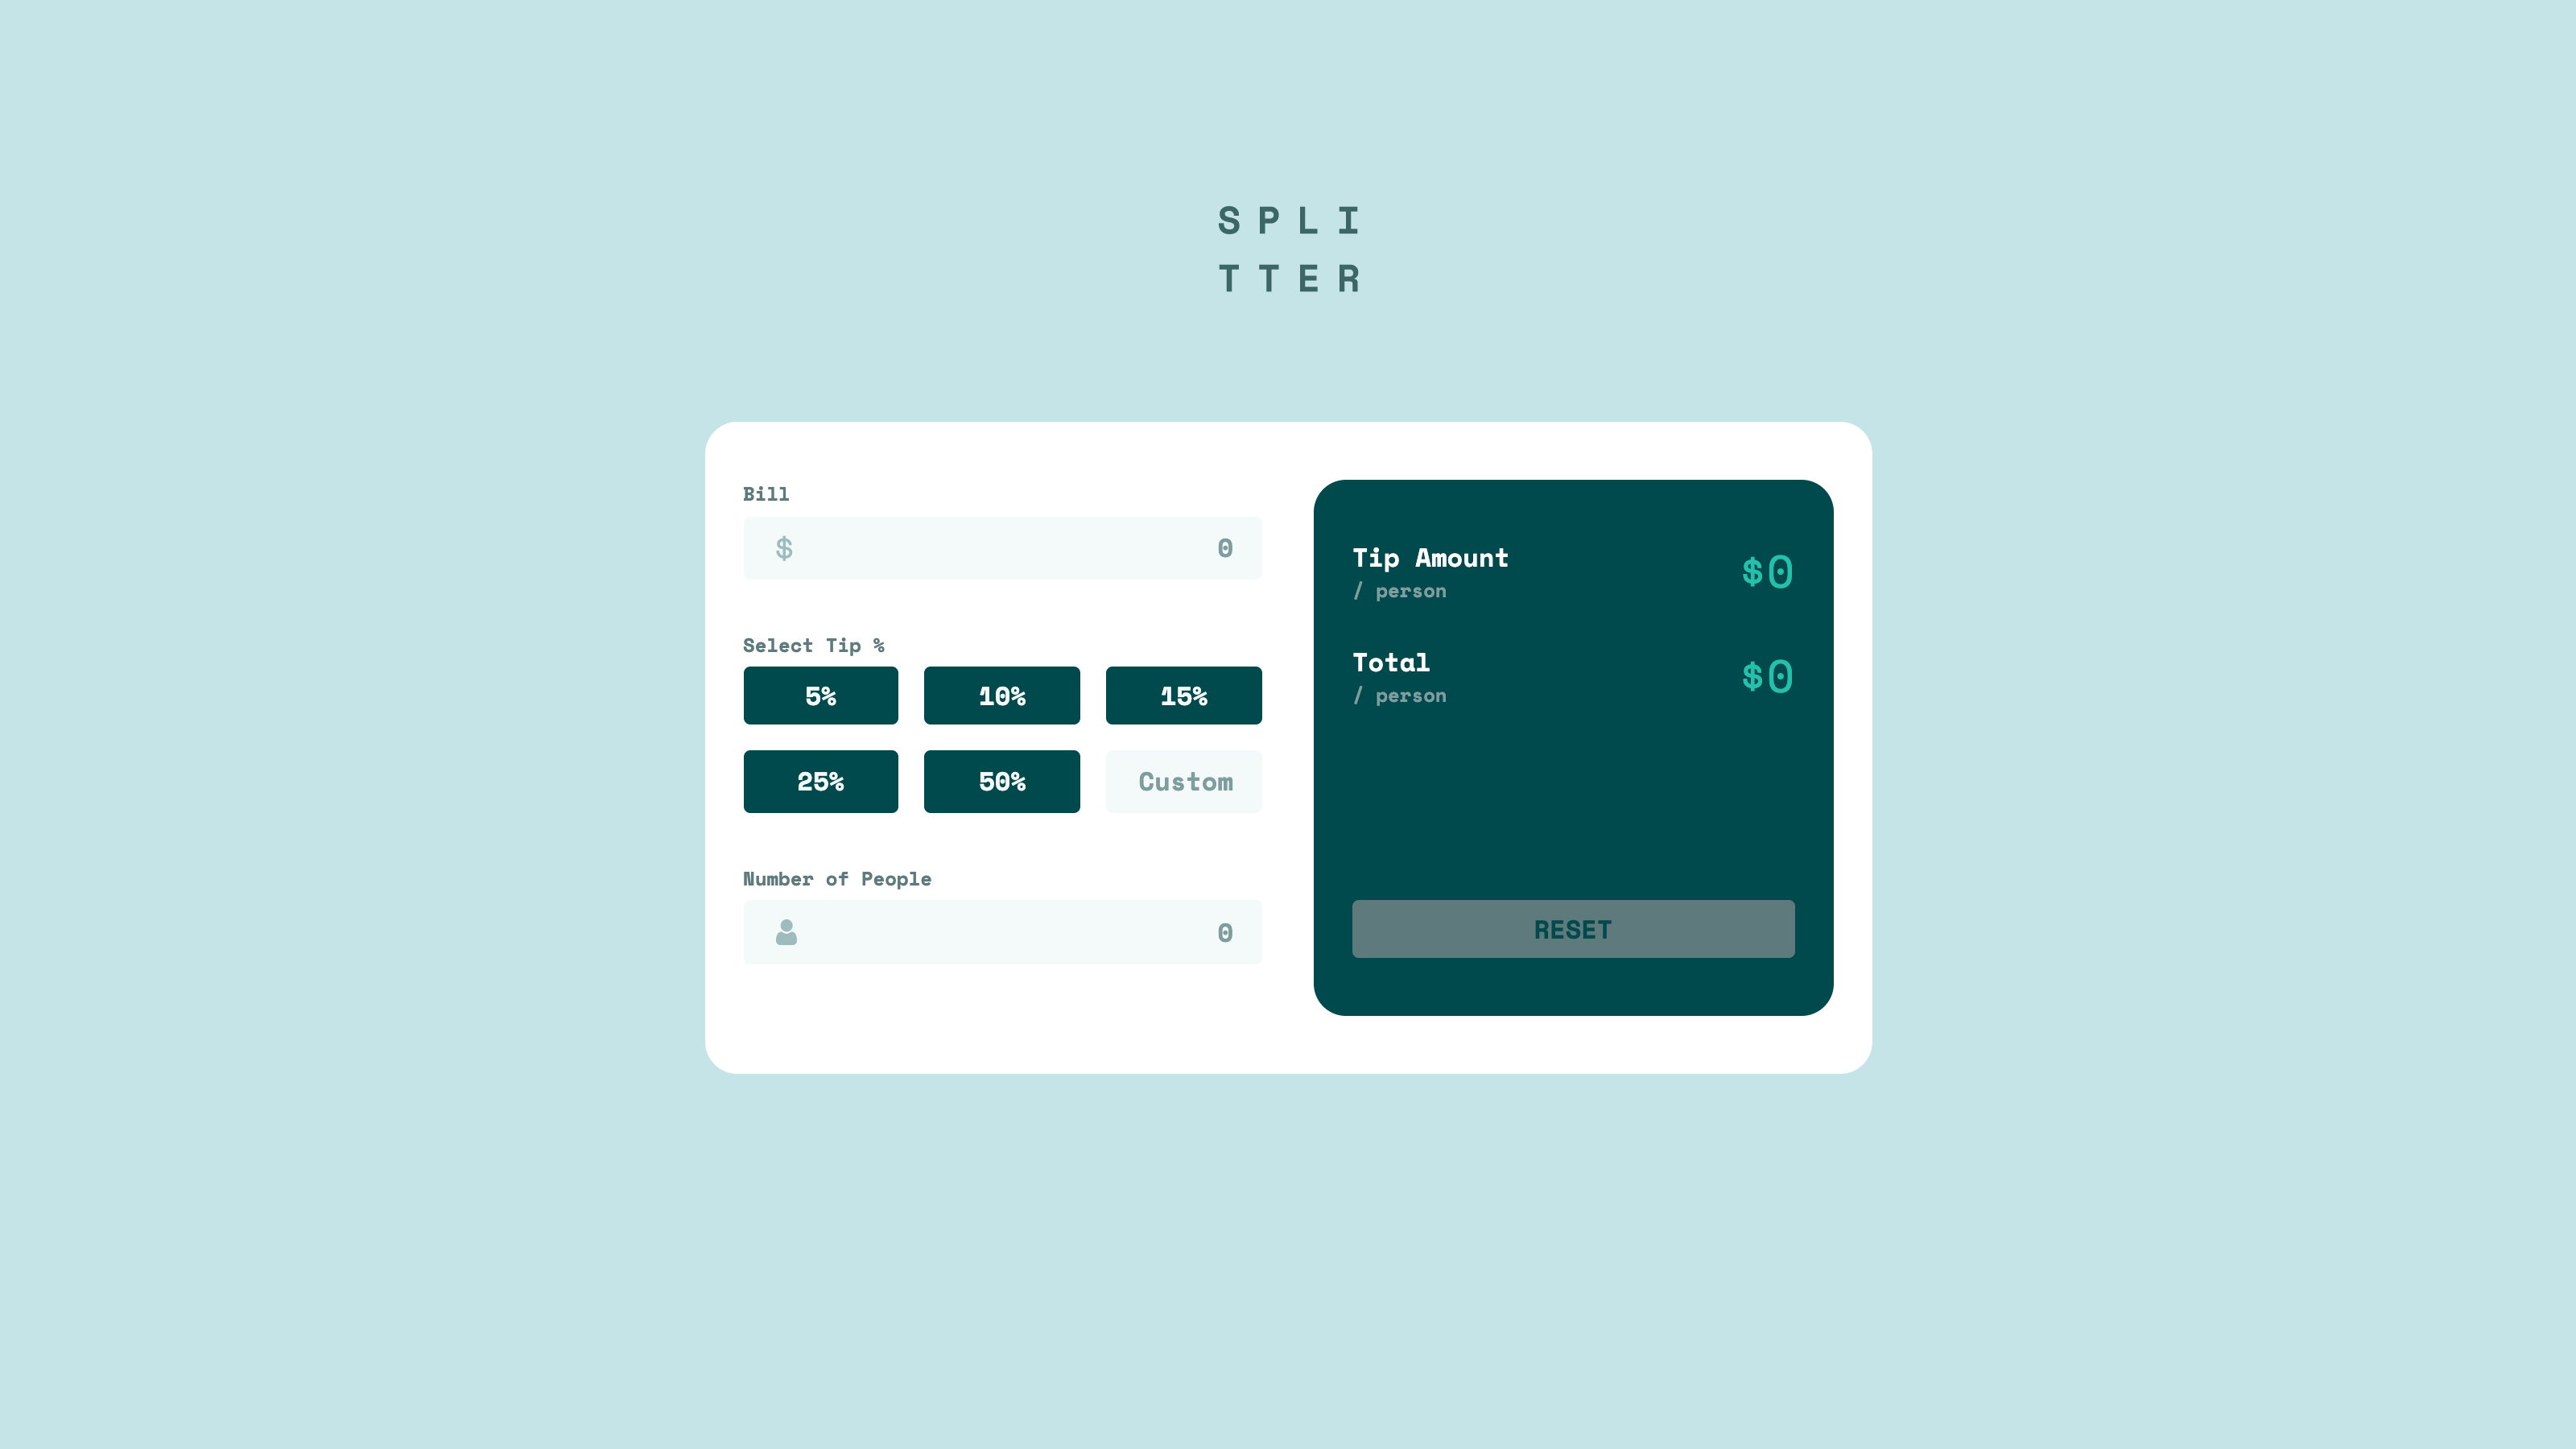 SPLI
TTER
Bill
$ 0
Select Tip %
5% 10% 15%
25% 50% Custom
Number of People
0
Tip Amount
/ person
$0
Total
/ person
$0
RESET